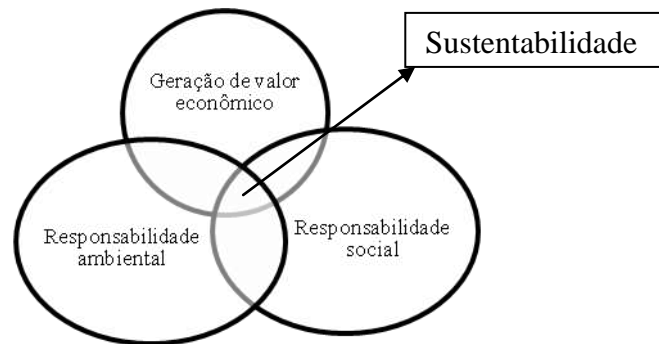 Sustentabilidade
Geração de valor
econômico
Responsabilidade
ambiental
Responsabilidade
social